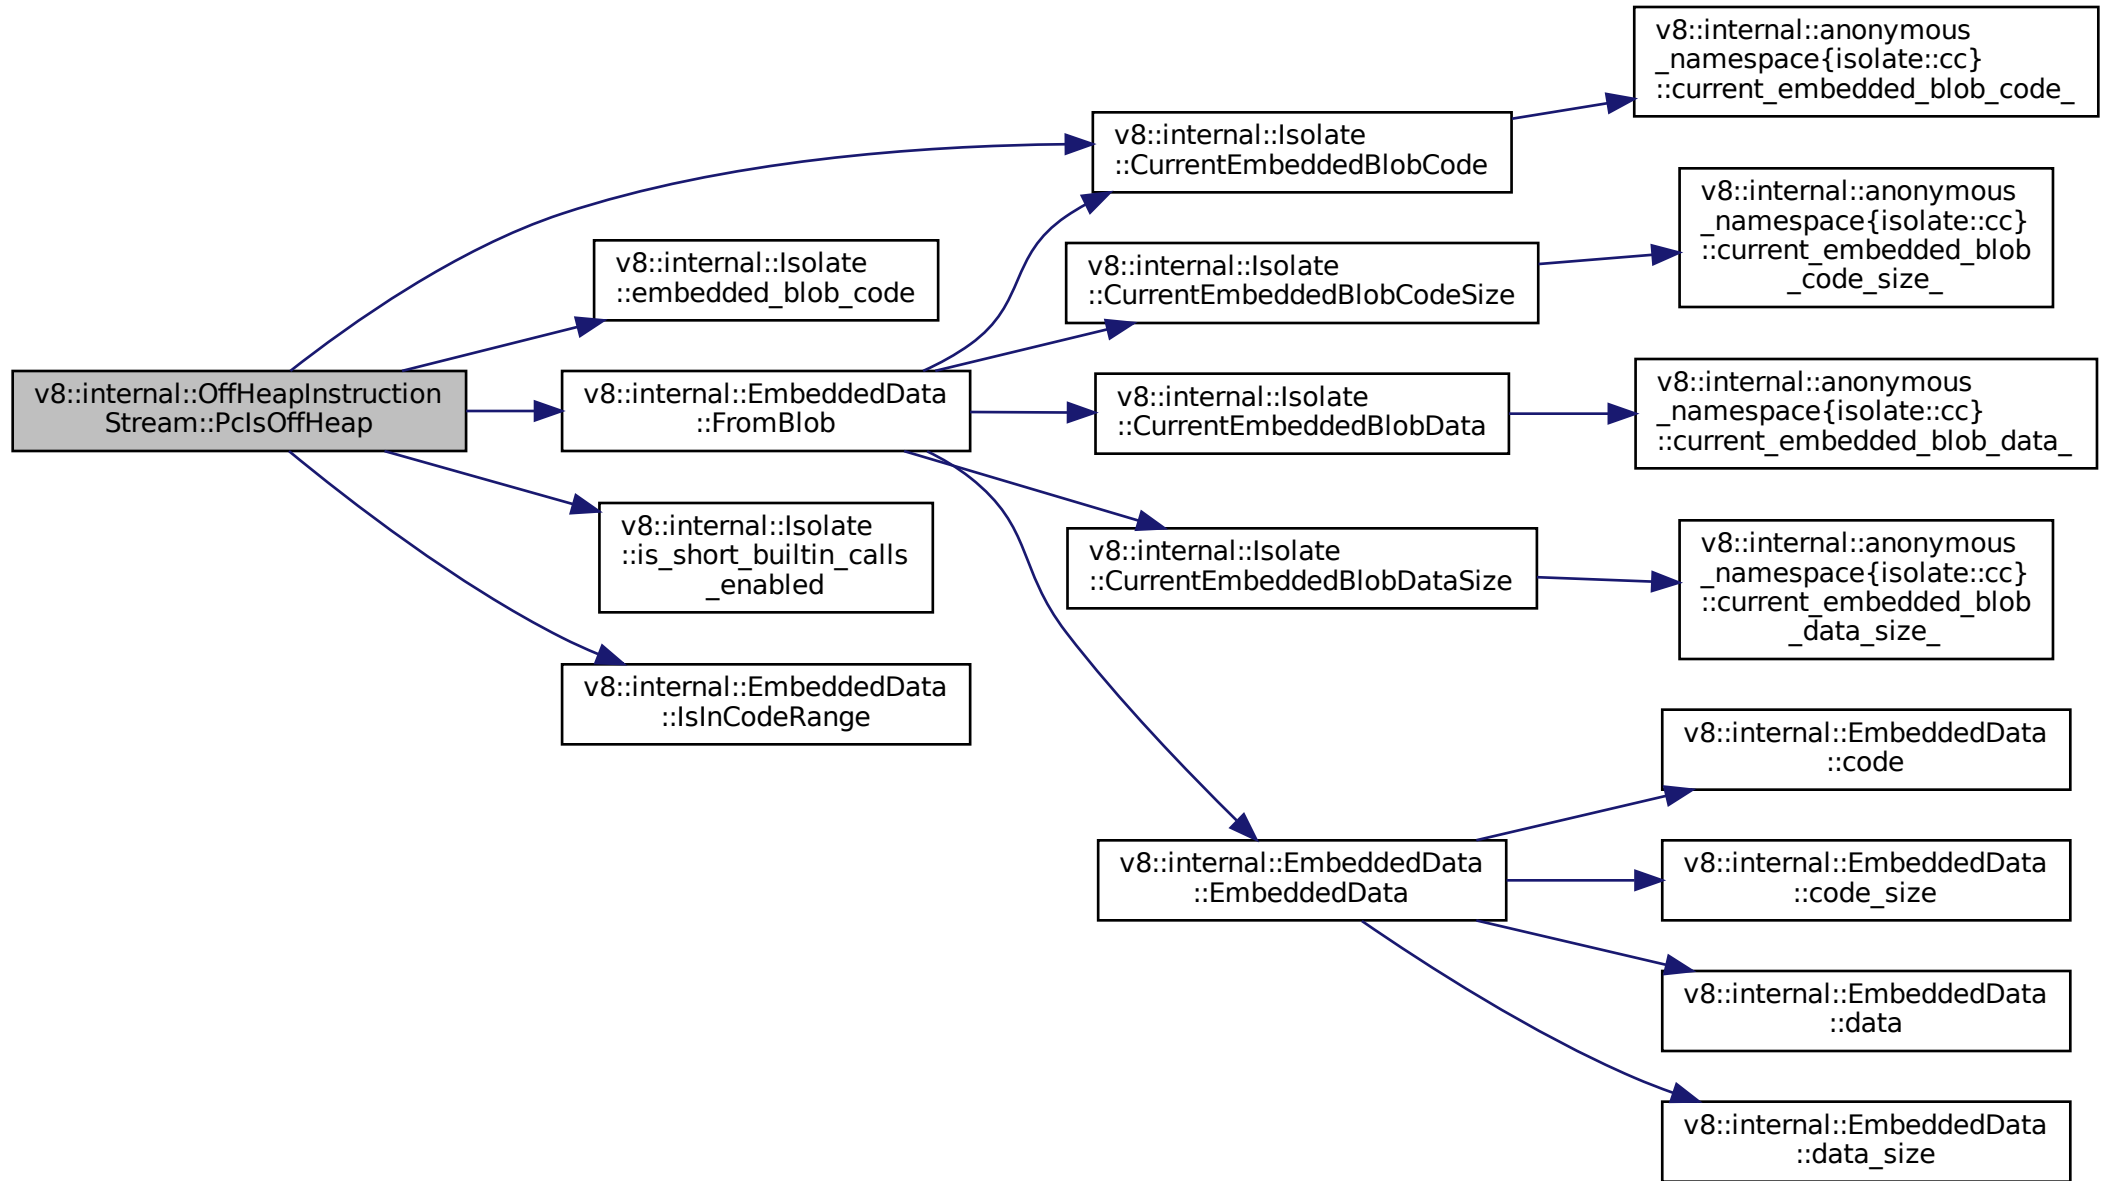 v8::internal::OffHeapInstruction
Stream::PcIsOffHeap
v8::internal::Isolate
::embedded_blob_code
v8::internal::EmbeddedData
::FromBlob
v8::internal::Isolate
::is_short_builtin_calls
_enabled
v8::internal::EmbeddedData
::IsInCodeRange
v8::internal::Isolate
::CurrentEmbeddedBlobCode
v8::internal::Isolate
::CurrentEmbeddedBlobCodeSize
v8::internal::Isolate
::CurrentEmbeddedBlobData
v8::internal::Isolate
::CurrentEmbeddedBlobDataSize
v8::internal::EmbeddedData
::EmbeddedData
v8::internal::anonymous
_namespace{isolate::cc}
::current_embedded_blob_code_
v8::internal::anonymous
_namespace{isolate::cc}
::current_embedded_blob
_code_size_
v8::internal::anonymous
_namespace{isolate::cc}
::current_embedded_blob_data_
v8::internal::anonymous
_namespace{isolate::cc}
::current_embedded_blob
_data_size_
v8::internal::EmbeddedData
::code
v8::internal::EmbeddedData
::code_size
v8::internal::EmbeddedData
::data
v8::internal::EmbeddedData
::data_size